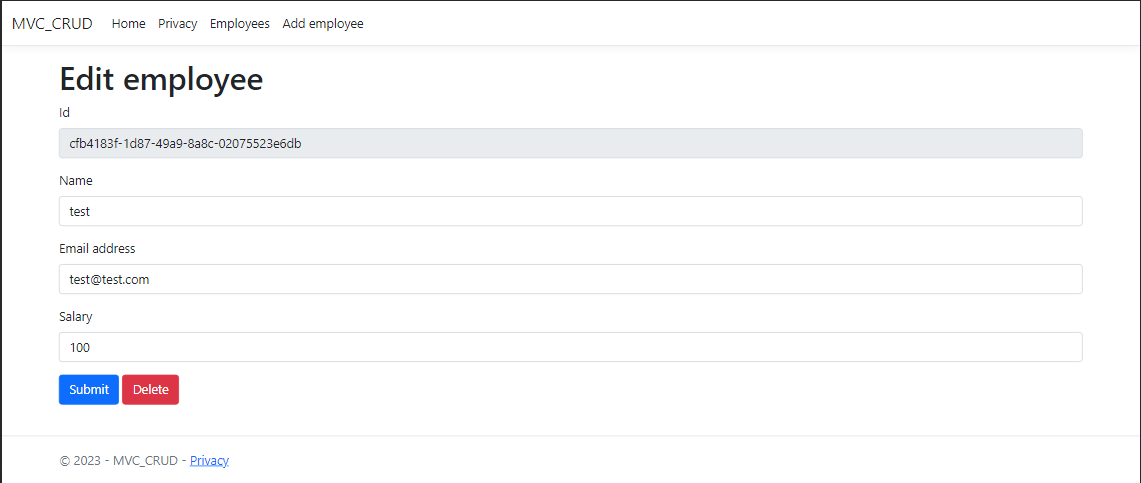 MVC_CRUD Home Privacy Employees Add employee
Edit employee
Id
cfb4183f-1d87-49a9-8a8c-02075523e6db
Name
test
Email address
test@test.com
Salary
100
Submit Delete
© 2023 - MVC_CRUD - Privacy